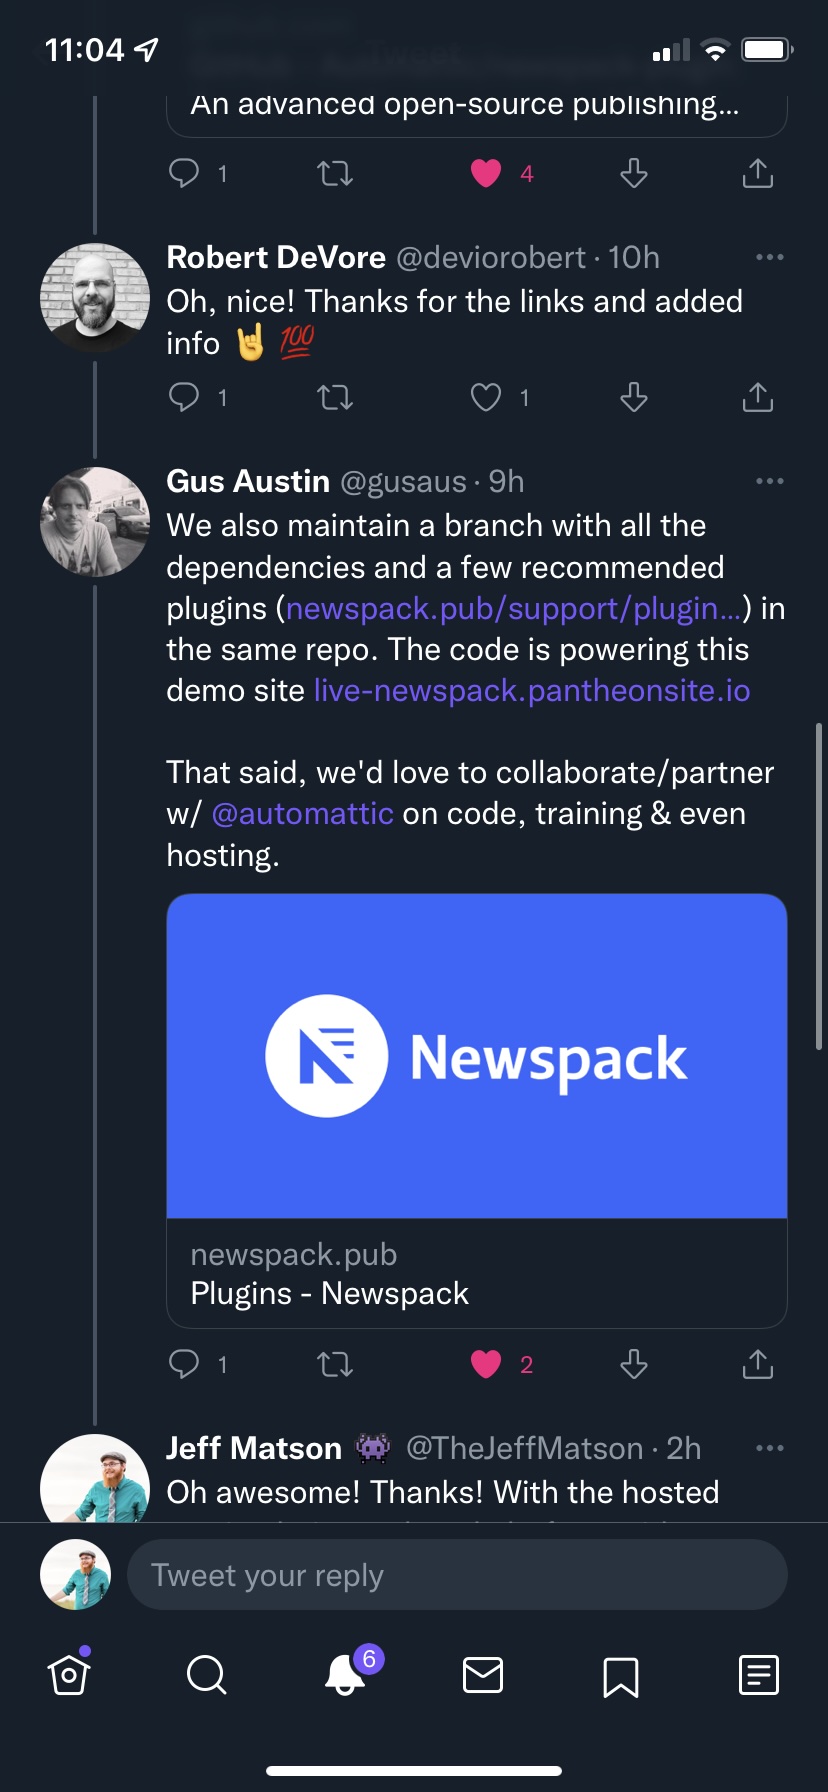 11:04
An advanced open-source publishing...
1
4
Robert DeVore @deviorobert · 10h
Oh, nice! Thanks for the links and added
info 🤘 💯
1
1
Gus Austin @gusaus · 9h
We also maintain a branch with all the
dependencies and a few recommended
plugins (newspack.pub/support/plugin...) in
the same repo. The code is powering this
demo site live-newspack.pantheonsite.io
That said, we'd love to collaborate/partner
w/ @automattic on code, training & even
hosting.
Newspack
newspack.pub
Plugins - Newspack
1
2
Jeff Matson 👾 @TheJeffMatson · 2h
Oh awesome! Thanks! With the hosted
Tweet your reply
6